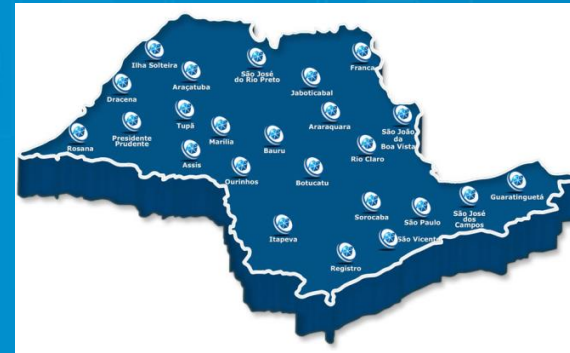 Ilha Solteira
São José
do Rio Preto
Franca
Araçatuba
Jaboticabal
Dracena
Tupã
Araraquara
São João
da
Boa Vista
Presidente
Prudente
Marília
Rosana
Bauru
Rio Claro
Assis
Ourinhos
Botucatu
Guaratinguetá
Sorocaba
São Paulo
São José
dos
Campos
Itapeva
São Vicente
Registro